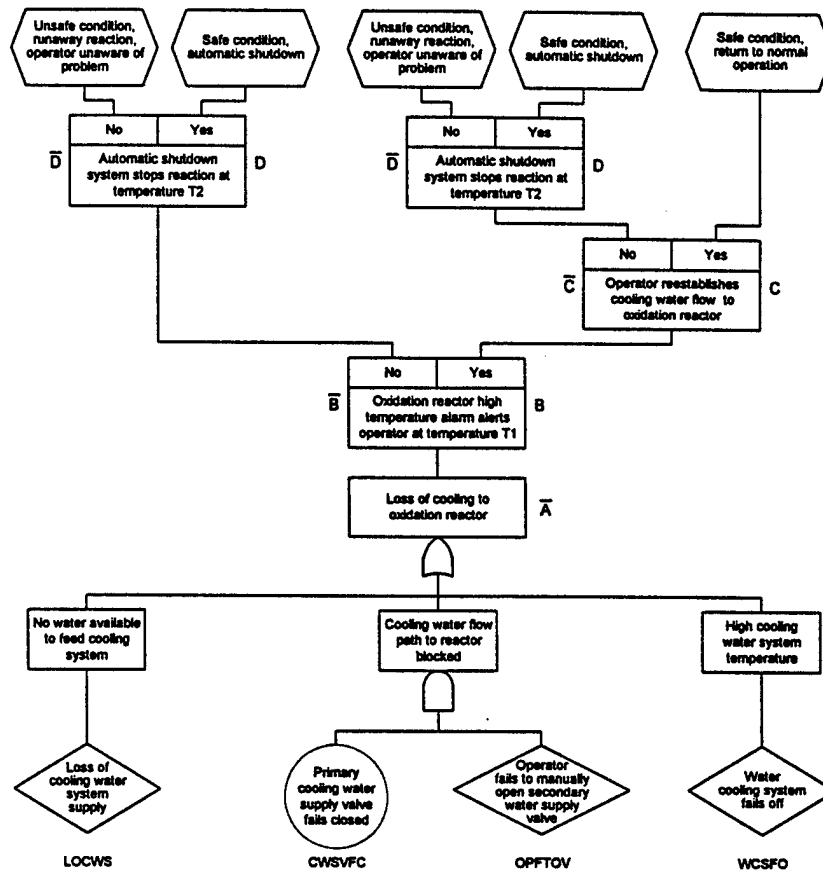 Unsafe condition,
runaway reaction,
operator unaware of
problem
Safe condition,
automatic shutdown
Unsafe condition,
runaway reaction,
operator unaware of
problem
Safe condition,
automatic shutdown
Safe condition,
return to normal
operation
No
Yes
D̅
Automatic shutdown
system stops reaction at
temperature T2
D
No
Yes
D̅
Automatic shutdown
system stops reaction at
temperature T2
D
No
Yes
C̅
Operator reestablishes
cooling water flow to
oxidation reactor
C
No
Yes
B̅
Oxidation reactor high
temperature alarm alerts
operator at temperature T1
B
Loss of cooling to
oxidation reactor
A̅
No water available
to feed cooling
system
Cooling water flow
path to reactor
blocked
High cooling
water system
temperature
Loss of
cooling water
system
supply
Primary
cooling water
supply valve
fails closed
Operator
fails to manually
open secondary
water supply
valve
Water
cooling system
fails off
LOCWS
CWSVFC
OPFTOV
WCSFO